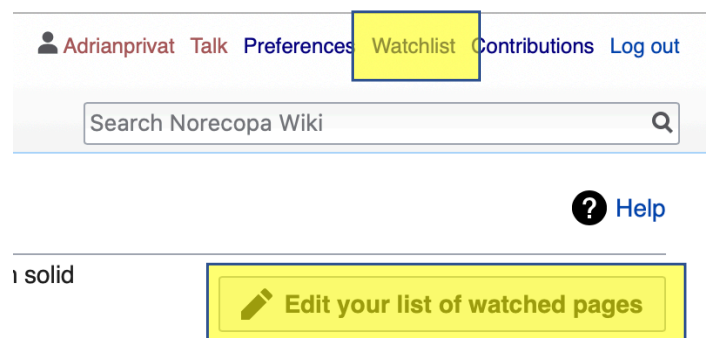 Adrianprivat Talk Preferences Watchlist Contributions Log out
Search Norecopa Wiki
? Help
solid
Edit your list of watched pages